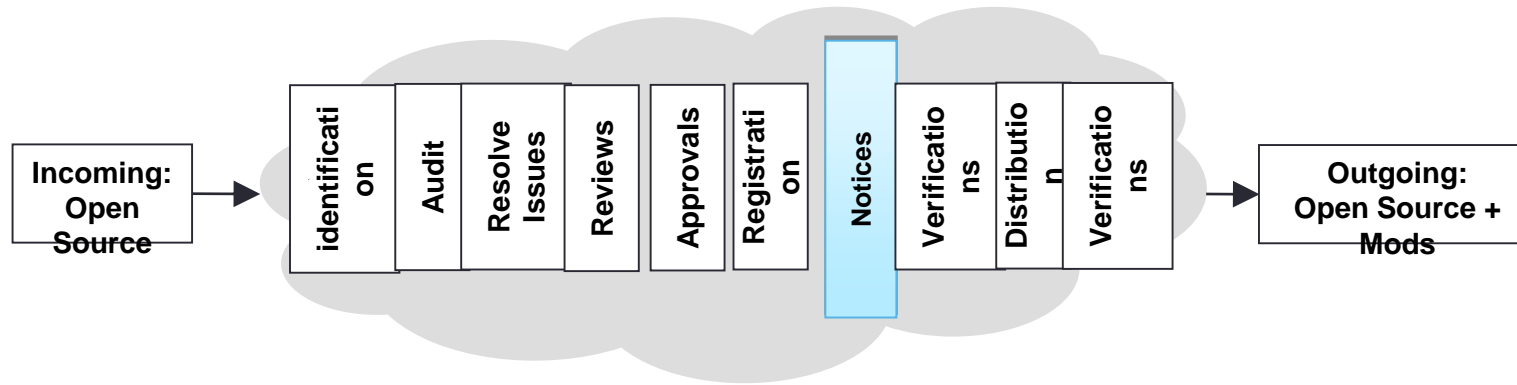 Incoming:
Open
Source
identificati
on
Audit
Resolve
Issues
Reviews
Approvals
Registrati
on
Notices
Verificatio
ns
Distributio
n
Verificatio
ns
Outgoing:
Open Source +
Mods